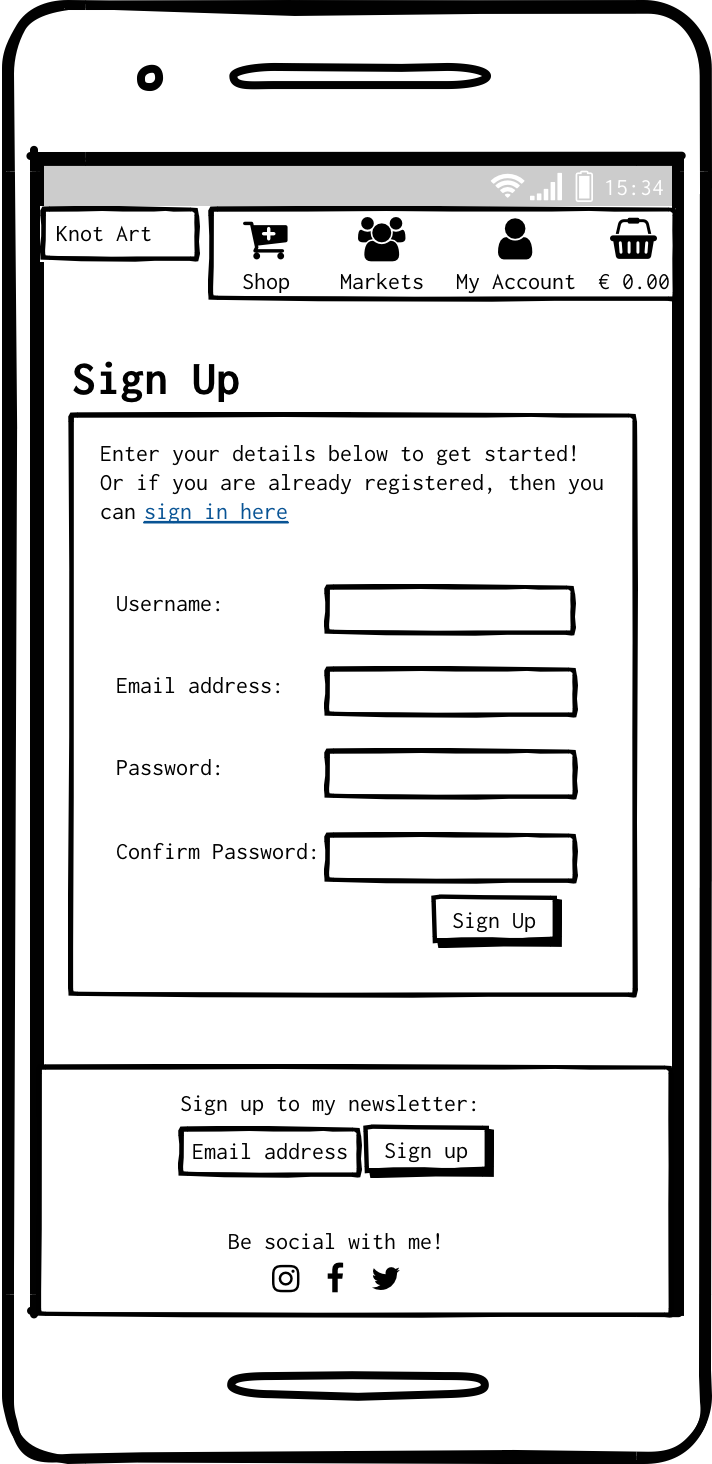 15:34
Knot Art
Shop Markets My Account € 0.00
Sign Up
Enter your details below to get started!
Or if you are already registered, then you
can sign in here
Username:
Email address:
Password:
Confirm Password:
Sign Up
Sign up to my newsletter:
Email address Sign up
Be social with me!